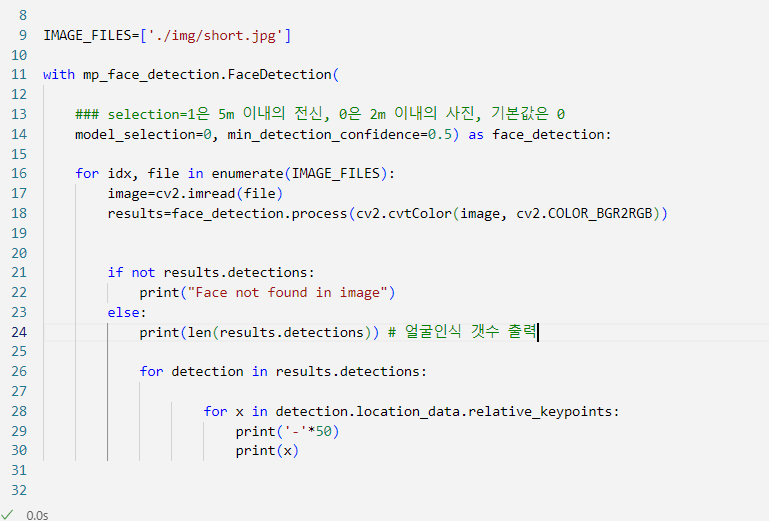 8
9 IMAGE_FILES=['./img/short.jpg']
10
11 with mp_face_detection.FaceDetection(
12
13 ### selection=1은 5m 이내의 전신, 0은 2m 이내의 사진, 기본값은 0
14 model_selection=0, min_detection_confidence=0.5) as face_detection:
15
16 for idx, file in enumerate(IMAGE_FILES):
17 image=cv2.imread(file)
18 results=face_detection.process(cv2.cvtColor(image, cv2.COLOR_BGR2RGB))
19
20
21 if not results.detections:
22 print("Face not found in image")
23 else:
24 print(len(results.detections)) # 얼굴인식 갯수 출력
25
26 for detection in results.detections:
27
28 for x in detection.location_data.relative_keypoints:
29 print('-'*50)
30 print(x)
31
32
0.0s